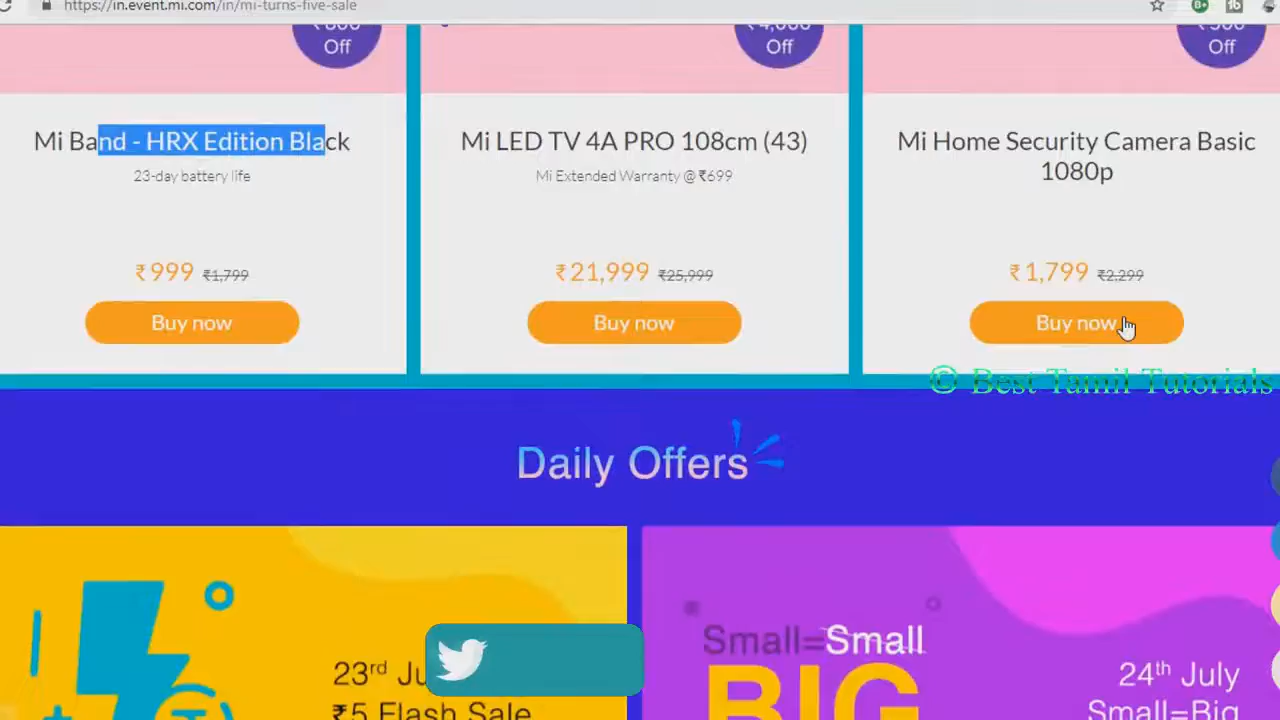 https://in.event.mi.com/in/mi-turns-five-sale
Off
Off
Off
Mi Band - HRX Edition Black
23-day battery life
₹999 ₹1,799
Buy now
Mi LED TV 4A PRO 108cm (43)
Mi Extended Warranty @ ₹699
₹21,999 ₹25,999
Buy now
Mi Home Security Camera Basic
1080p
₹1,799 ₹2,299
Buy now
© Best Tamil Tutorials
Daily Offers
23rd
₹5 Flash Sale
Small=Small
BIG
24th July
Small=Big